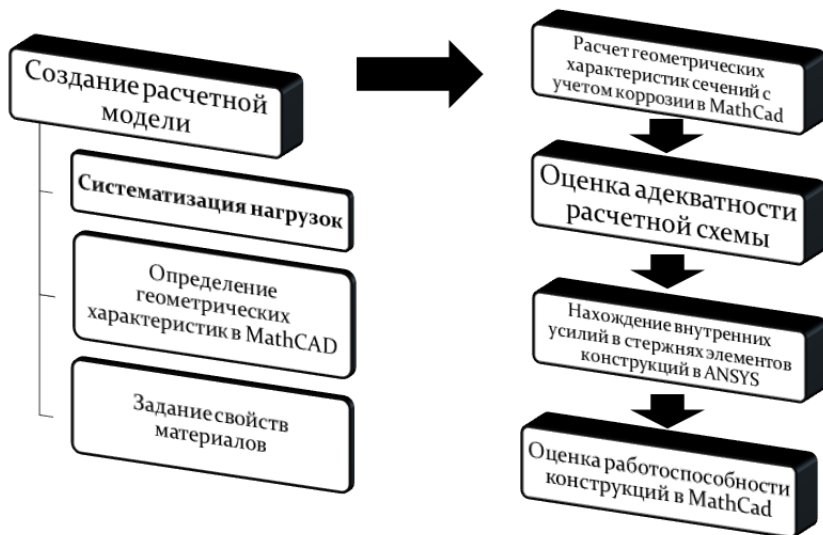 Создание расчетной
модели
Систематизация нагрузок
Определение
геометрических
характеристик в MathCAD
Задание свойств
материалов
Расчет геометрических
характеристик сечений с
учетом коррозии в MathCad
Оценка адекватности
расчетной схемы
Нахождение внутренних
усилий в стержнях элементов
конструкций в ANSYS
Оценка работоспособности
конструкций в MathCad